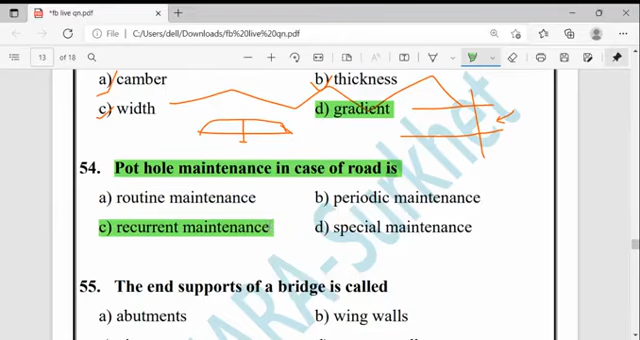 *fb live qn.pdf
File
C:/Users/dell/Downloads/fb%20live%20qn.pdf
13 of 18
a) camber b) thickness
c) width d) gradient
54. Pot hole maintenance in case of road is
a) routine maintenance b) periodic maintenance
c) recurrent maintenance d) special maintenance
55. The end supports of a bridge is called
a) abutments b) wing walls
ARA-Surkhet